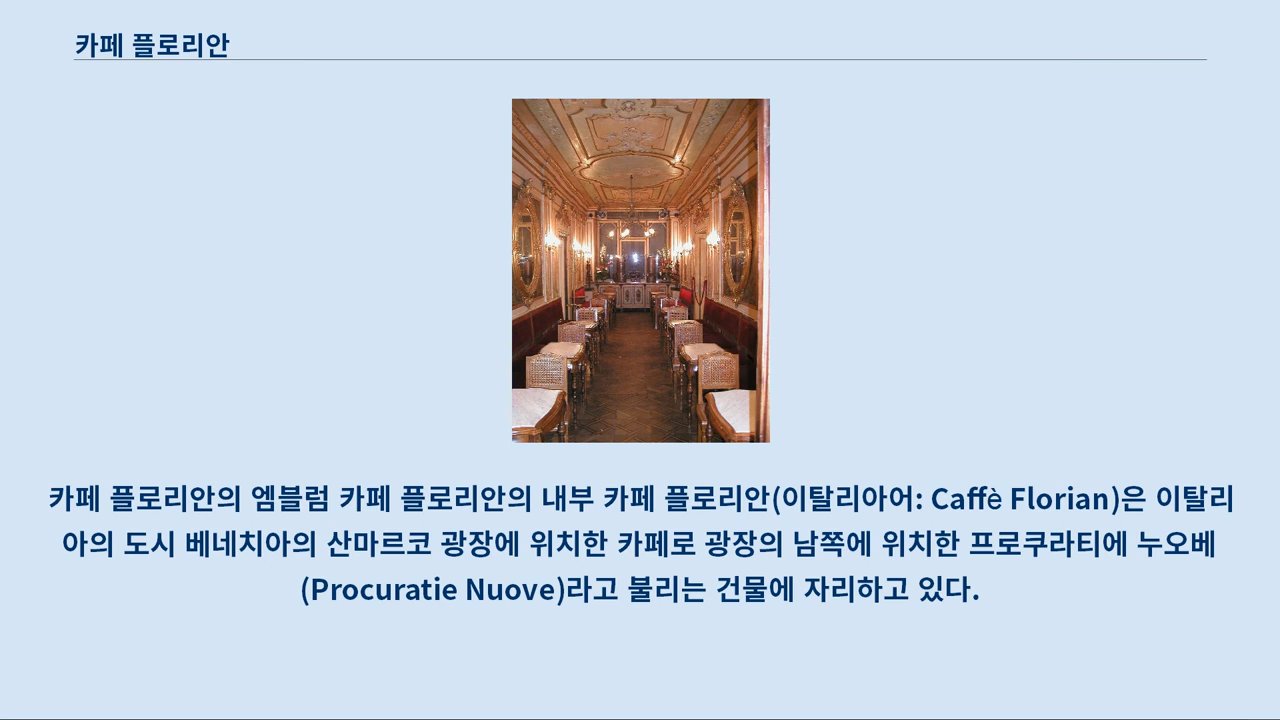 카페 플로리안
카페 플로리안의 엠블럼 카페 플로리안의 내부 카페 플로리안(이탈리아어: Caffè Florian)은 이탈리
아의 도시 베네치아의 산마르코 광장에 위치한 카페로 광장의 남쪽에 위치한 프로쿠라티에 누오베
(Procuratie Nuove)라고 불리는 건물에 자리하고 있다.